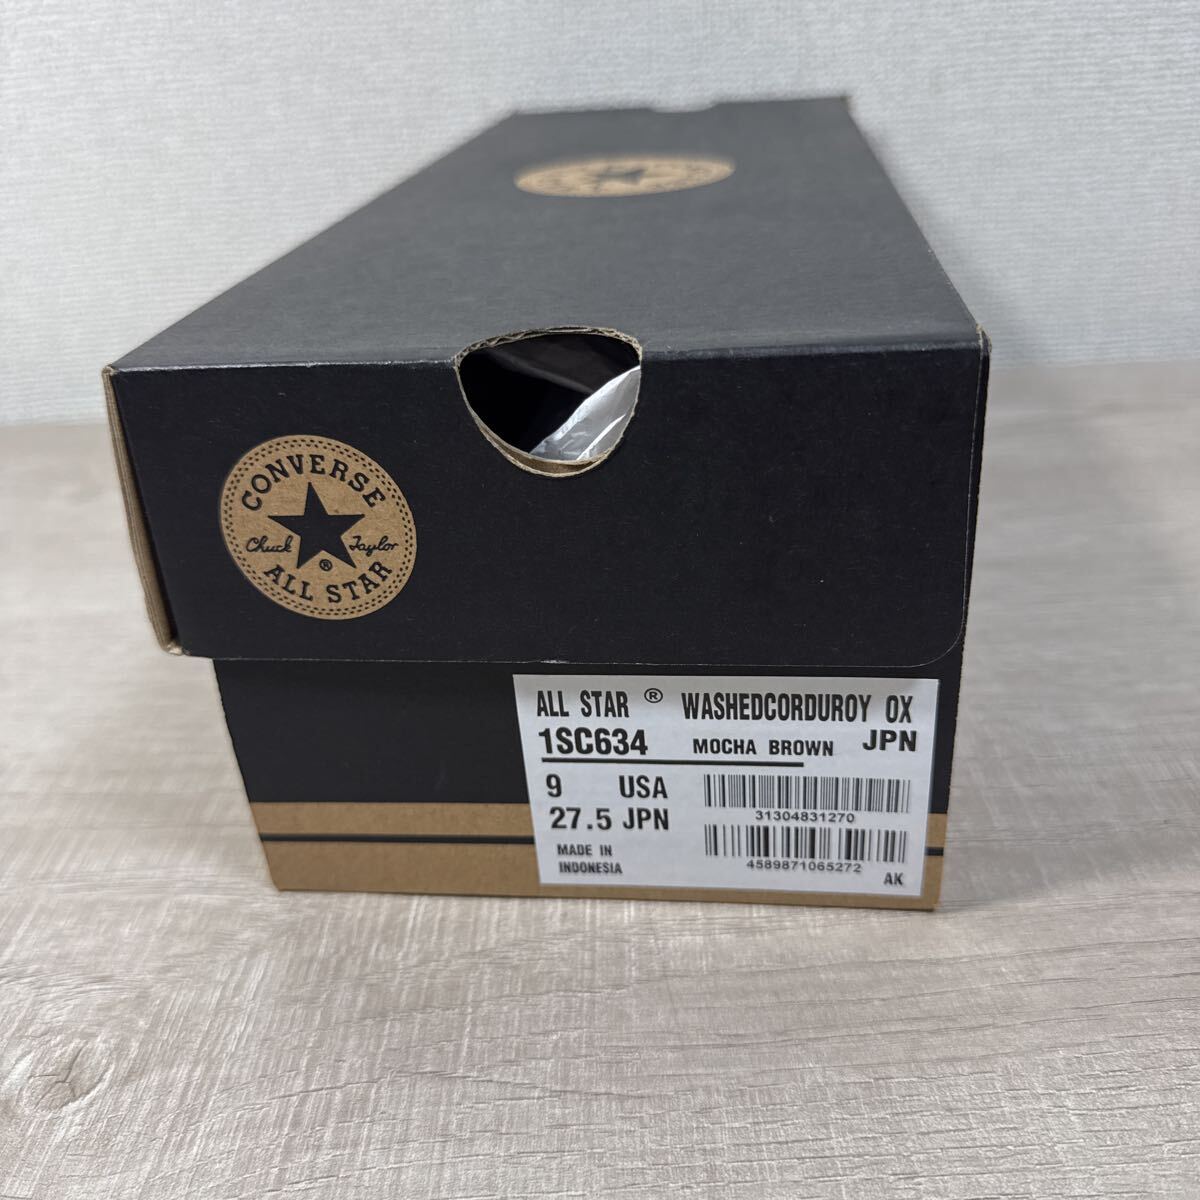 CONVERSE
Chuck Taylor
®
ALL STAR
ALL STAR ® WASHEDCORDUROY OX
1SC634 MOCHA BROWN JPN
9 USA
27.5 JPN
31304831270
MADE IN
INDONESIA
4589871065272
AK